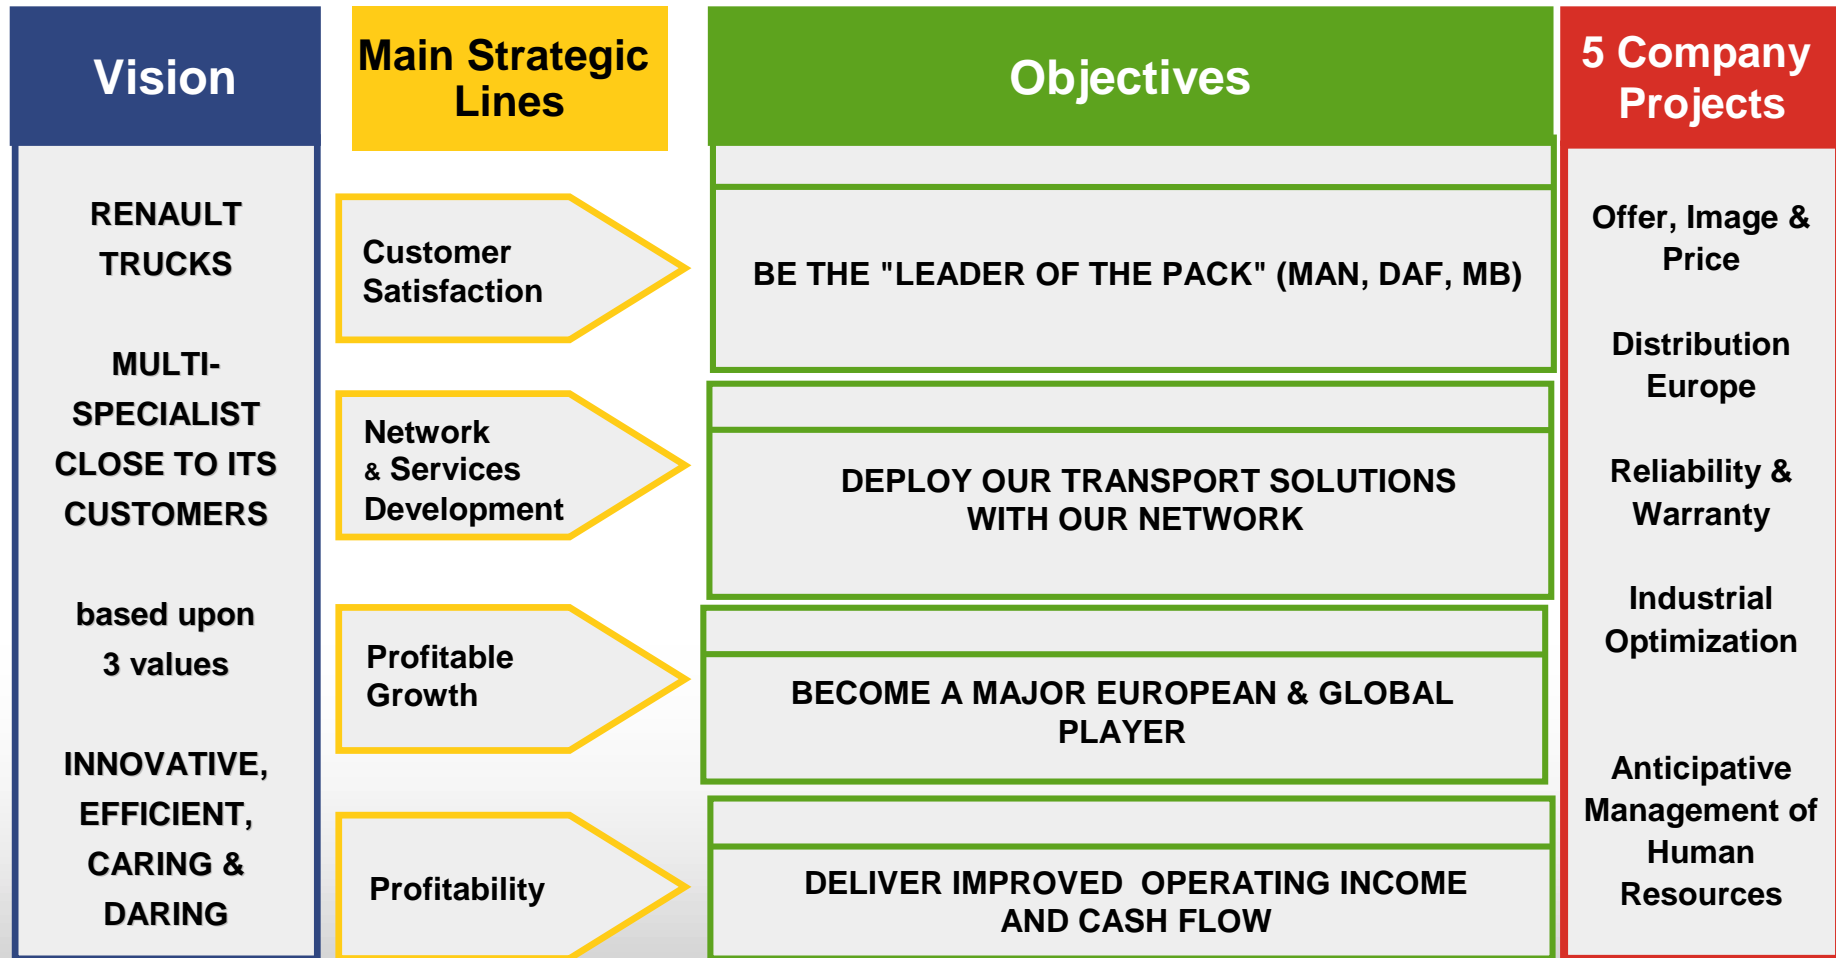 Vision
RENAULT
TRUCKS
MULTI-
SPECIALIST
CLOSE TO ITS
CUSTOMERS
based upon
3 values
INNOVATIVE,
EFFICIENT,
CARING &
DARING
Main Strategic
Lines
Customer
Satisfaction
Network
& Services
Development
Profitable
Growth
Profitability
Objectives
BE THE "LEADER OF THE PACK" (MAN, DAF, MB)
DEPLOY OUR TRANSPORT SOLUTIONS
WITH OUR NETWORK
BECOME A MAJOR EUROPEAN & GLOBAL
PLAYER
DELIVER IMPROVED  OPERATING INCOME
AND CASH FLOW
5 Company
Projects
Offer, Image &
Price
Distribution
Europe
Reliability &
Warranty
Industrial
Optimization
Anticipative
Management of
Human
Resources